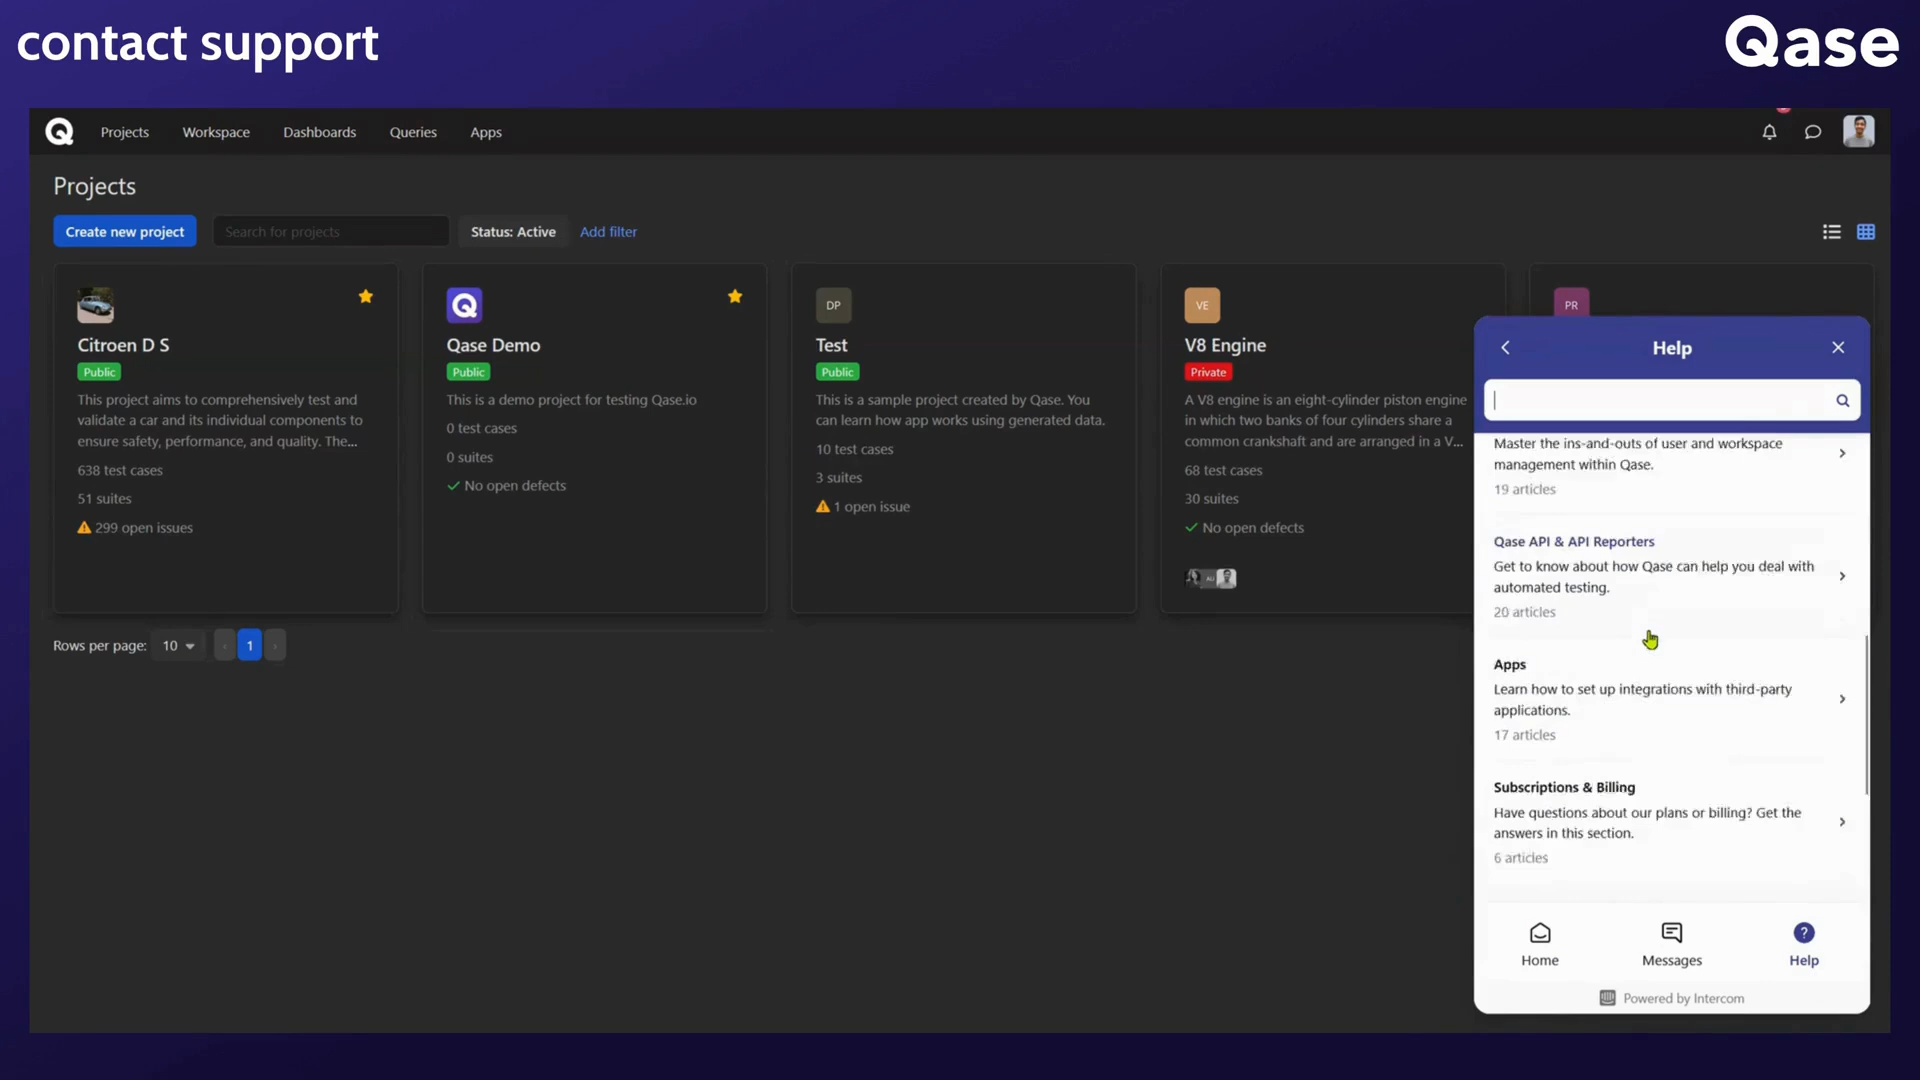 contact support
Qase
Projects
Workspace
Dashboards
Queries
Apps
Projects
Create new project
Search for projects
Status: Active
Add filter
Citroen D S
Public
This project aims to comprehensively test and
validate a car and its individual components to
ensure safety, performance, and quality. The...
638 test cases
51 suites
299 open issues
Qase Demo
Public
This is a demo project for testing Qase.io
0 test cases
0 suites
No open defects
DP
Test
Public
This is a sample project created by Qase. You
can learn how app works using generated data.
10 test cases
3 suites
1 open issue
VE
V8 Engine
Private
A V8 engine is an eight-cylinder piston engine
in which two banks of four cylinders share a
common crankshaft and are arranged in a V...
68 test cases
30 suites
No open defects
PR
Rows per page:
10
1
Help
Master the ins-and-outs of user and workspace
management within Qase.
19 articles
Qase API & API Reporters
Get to know about how Qase can help you deal with
automated testing.
20 articles
Apps
Learn how to set up integrations with third-party
applications.
17 articles
Subscriptions & Billing
Have questions about our plans or billing? Get the
answers in this section.
6 articles
Home
Messages
Help
Powered by Intercom